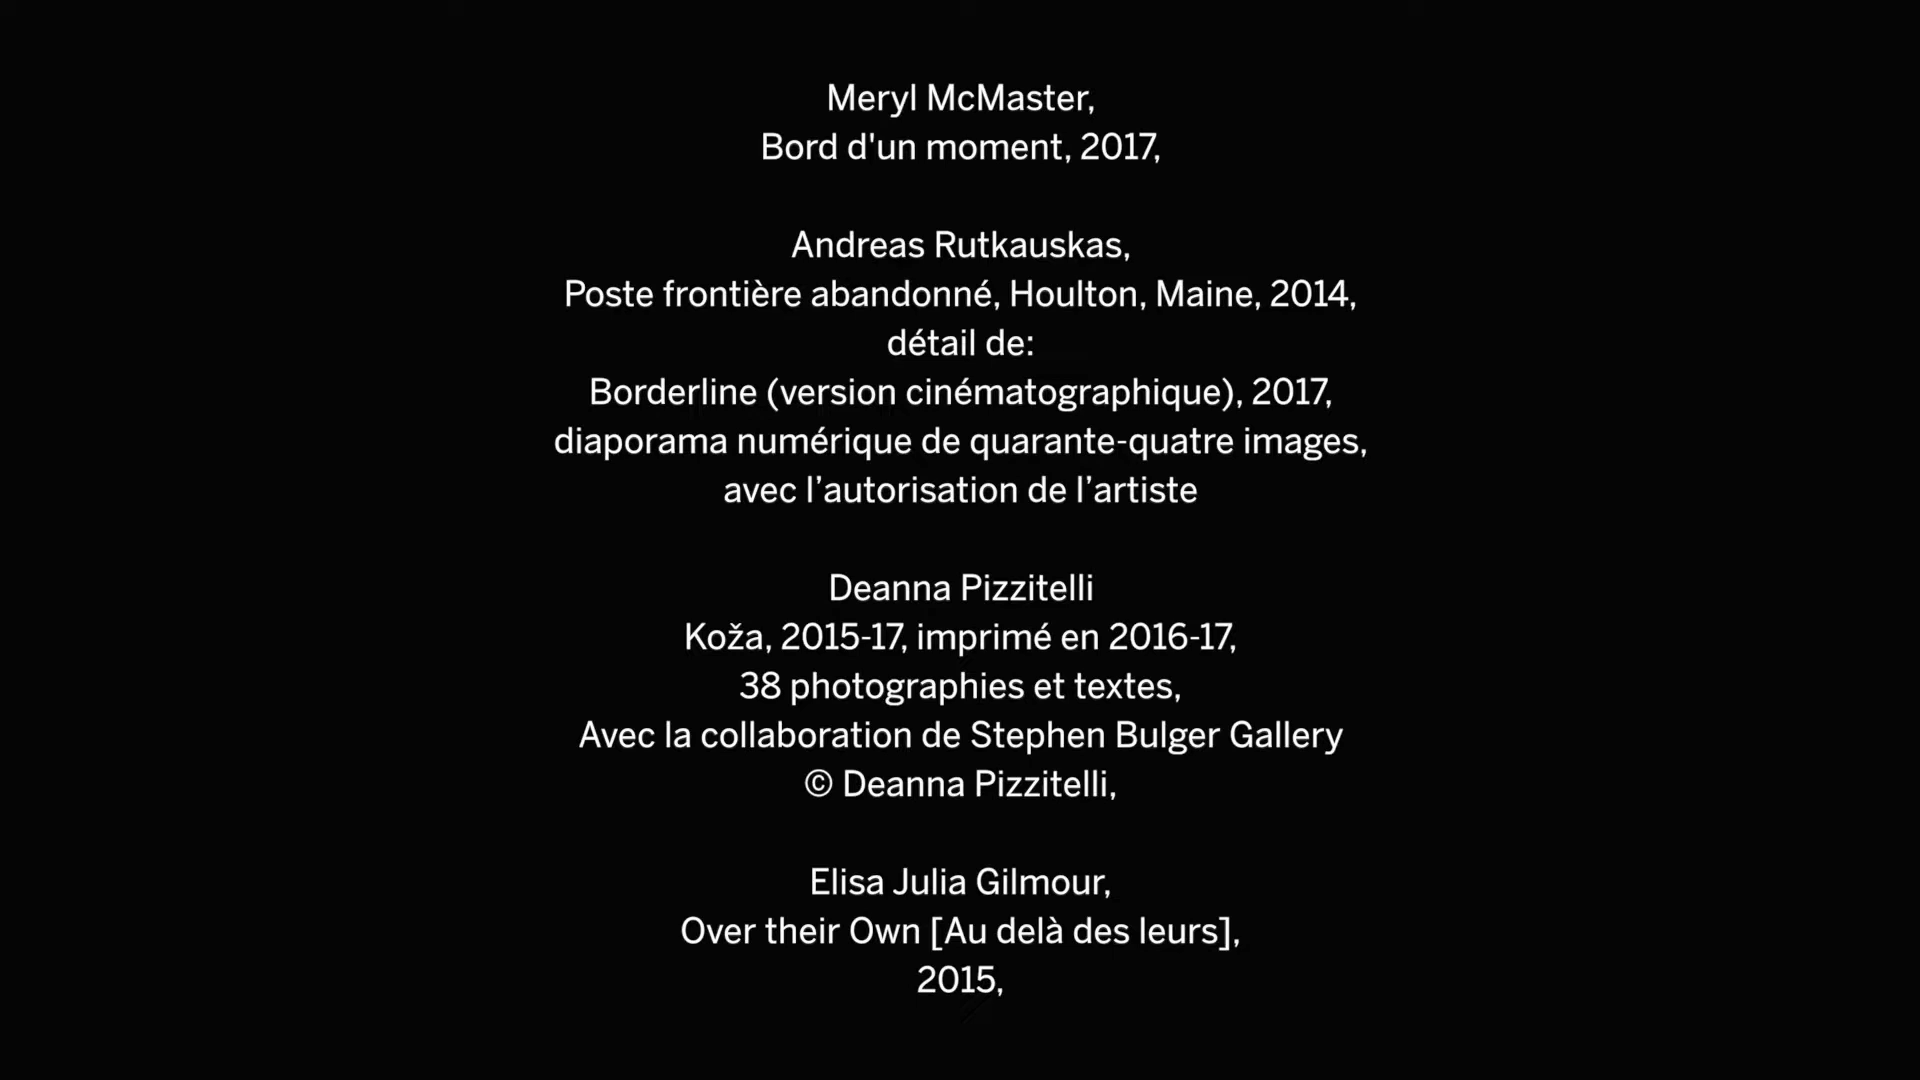 Meryl McMaster,
Bord d'un moment, 2017,
Andreas Rutkauskas,
Poste frontière abandonné, Houlton, Maine, 2014,
détail de:
Borderline (version cinématographique), 2017,
diaporama numérique de quarante-quatre images,
avec l’autorisation de l’artiste
Deanna Pizzitelli
Koža, 2015-17, imprimé en 2016-17,
38 photographies et textes,
Avec la collaboration de Stephen Bulger Gallery
© Deanna Pizzitelli,
Elisa Julia Gilmour,
Over their Own [Au delà des leurs],
2015,